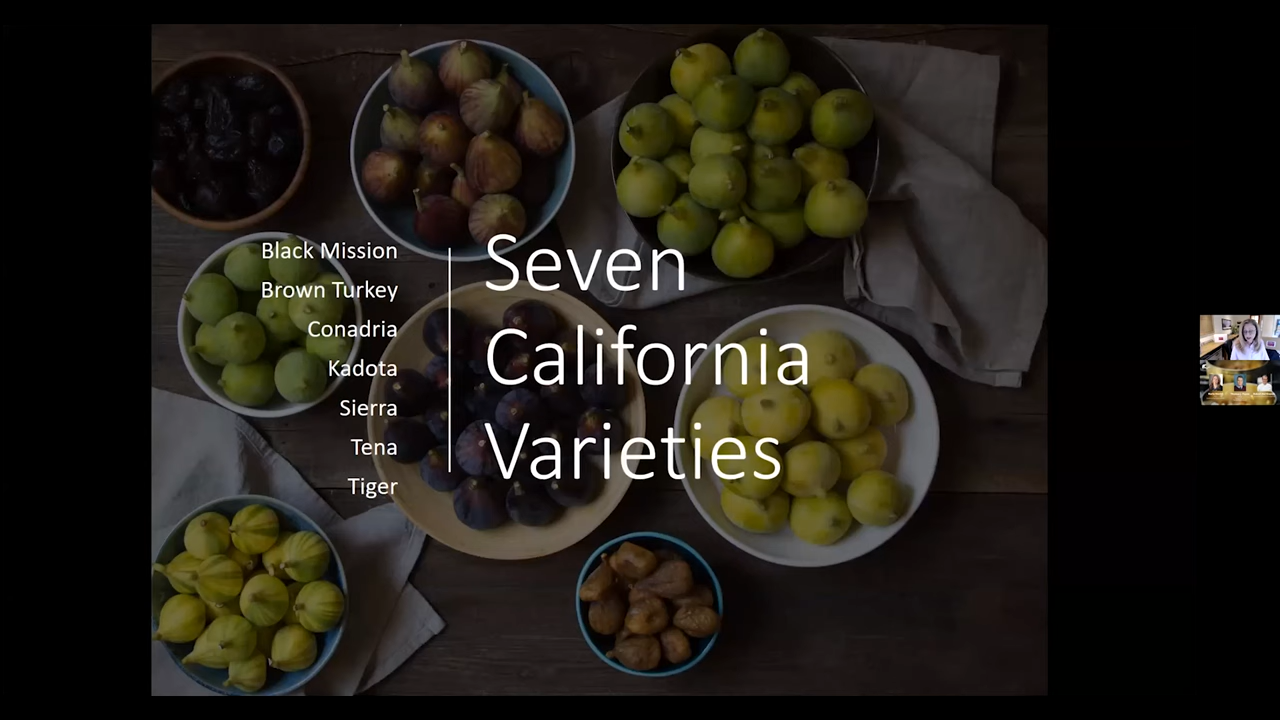 Black Mission
Brown Turkey
Conadria
Kadota
Sierra
Tena
Tiger
Seven
California
Varieties